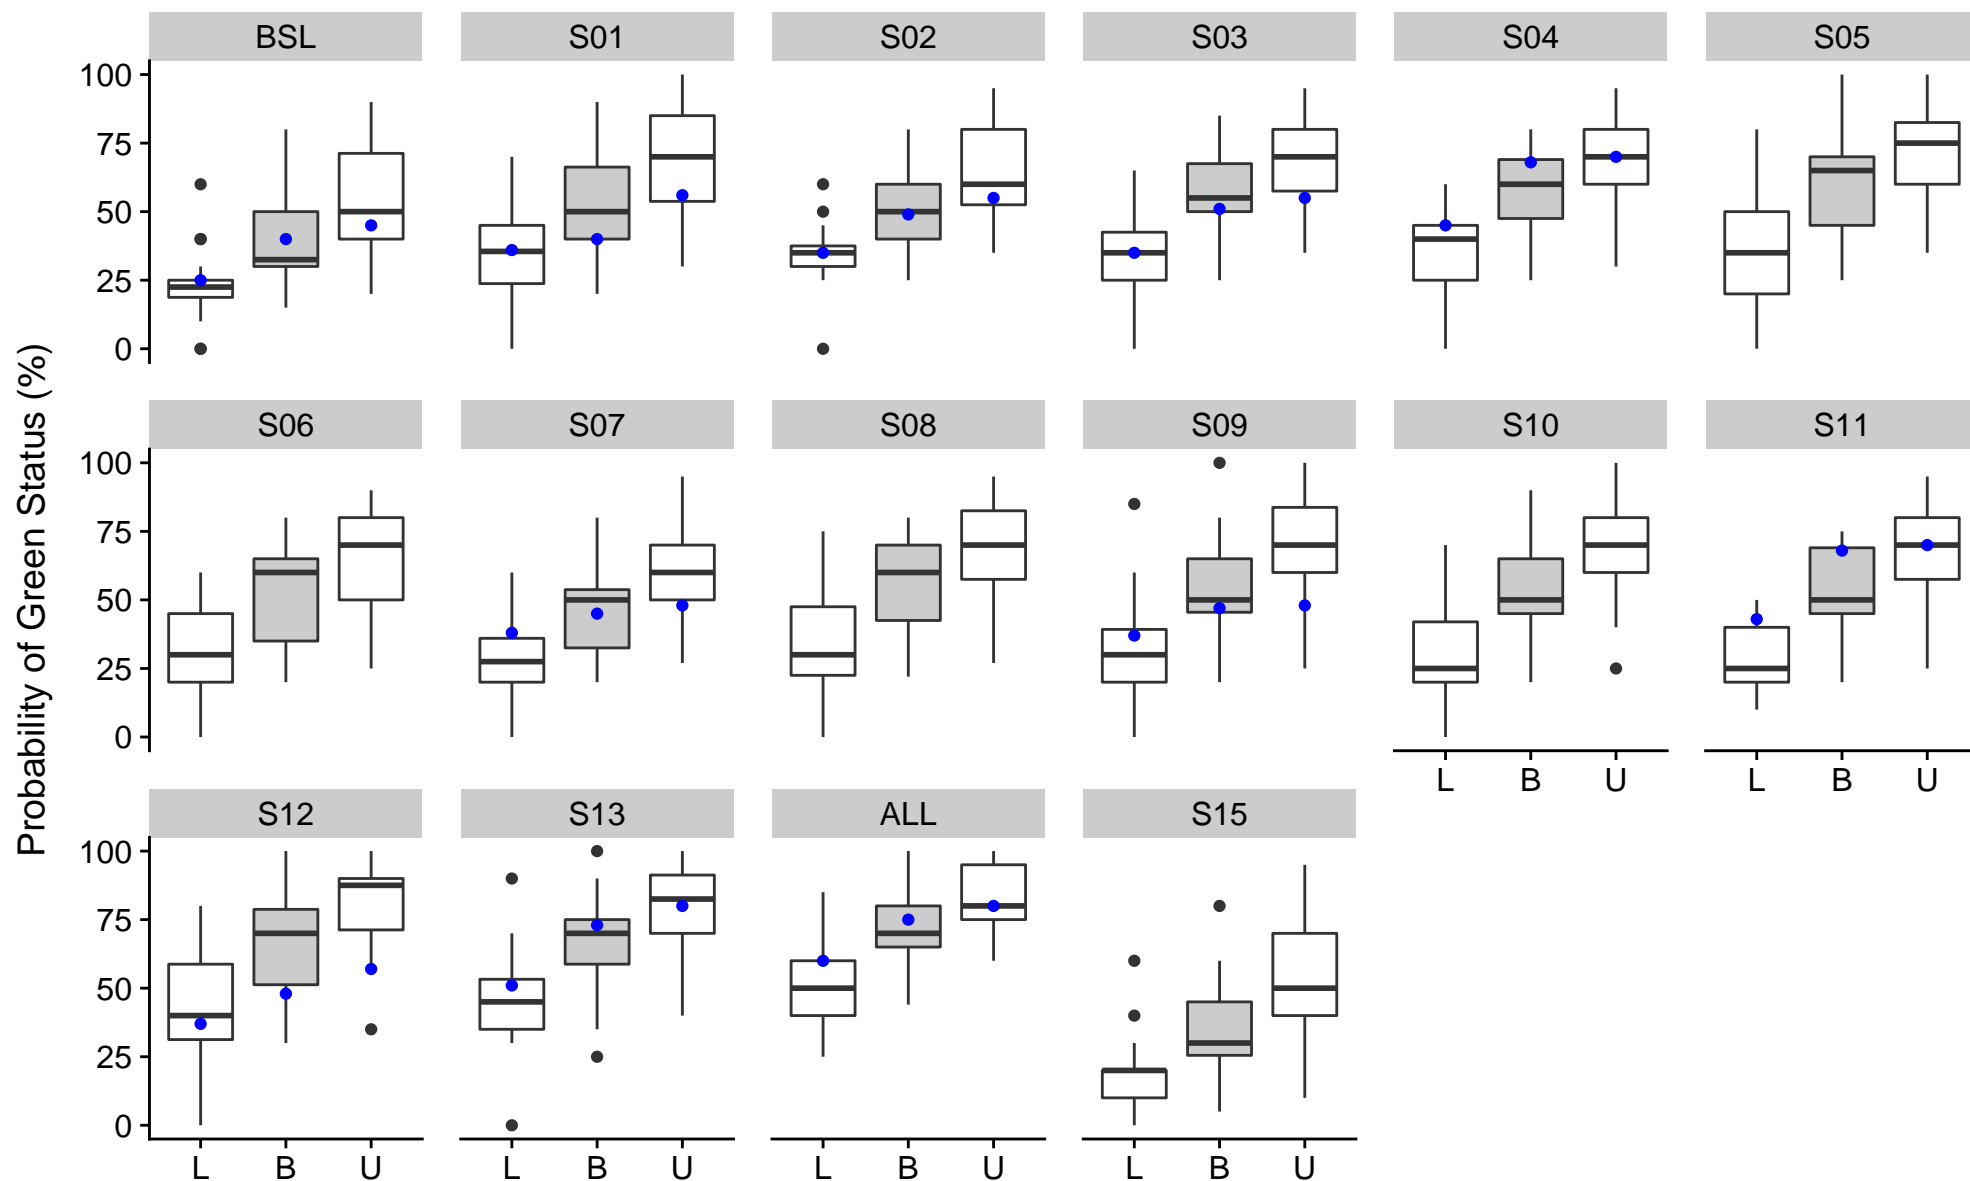 BSL S01 S02 S03 S04 S05
100
75
50
25
0
S06 S07 S08 S09 S10 S11
100
75
50
25
0
L B U L B U
Probability of Green Status (%)
S12 S13 ALL S15
100
75
50
25
0
L B U L B U L B U L B U